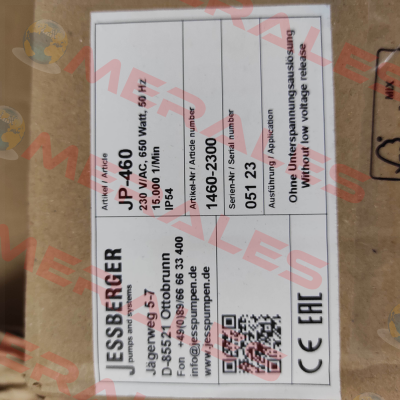 MERALES
Artikel / Article
JP-460
230 V/AC, 650 Watt, 50 Hz
15.000 1/Min
IP54
Artikel-Nr / Article number
1460-2300
Serien-Nr / Serial number
051 23
Ausführung / Application
Ohne Unterspannungsauslösung
Without low voltage release
JESSBERGER
pumps and systems
Jägerweg 5-7
D-85521 Ottobrunn
Fon +49(0)89/66 66 33 400
info@jesspumpen.de
www.jesspumpen.de
CE EAC
MIX